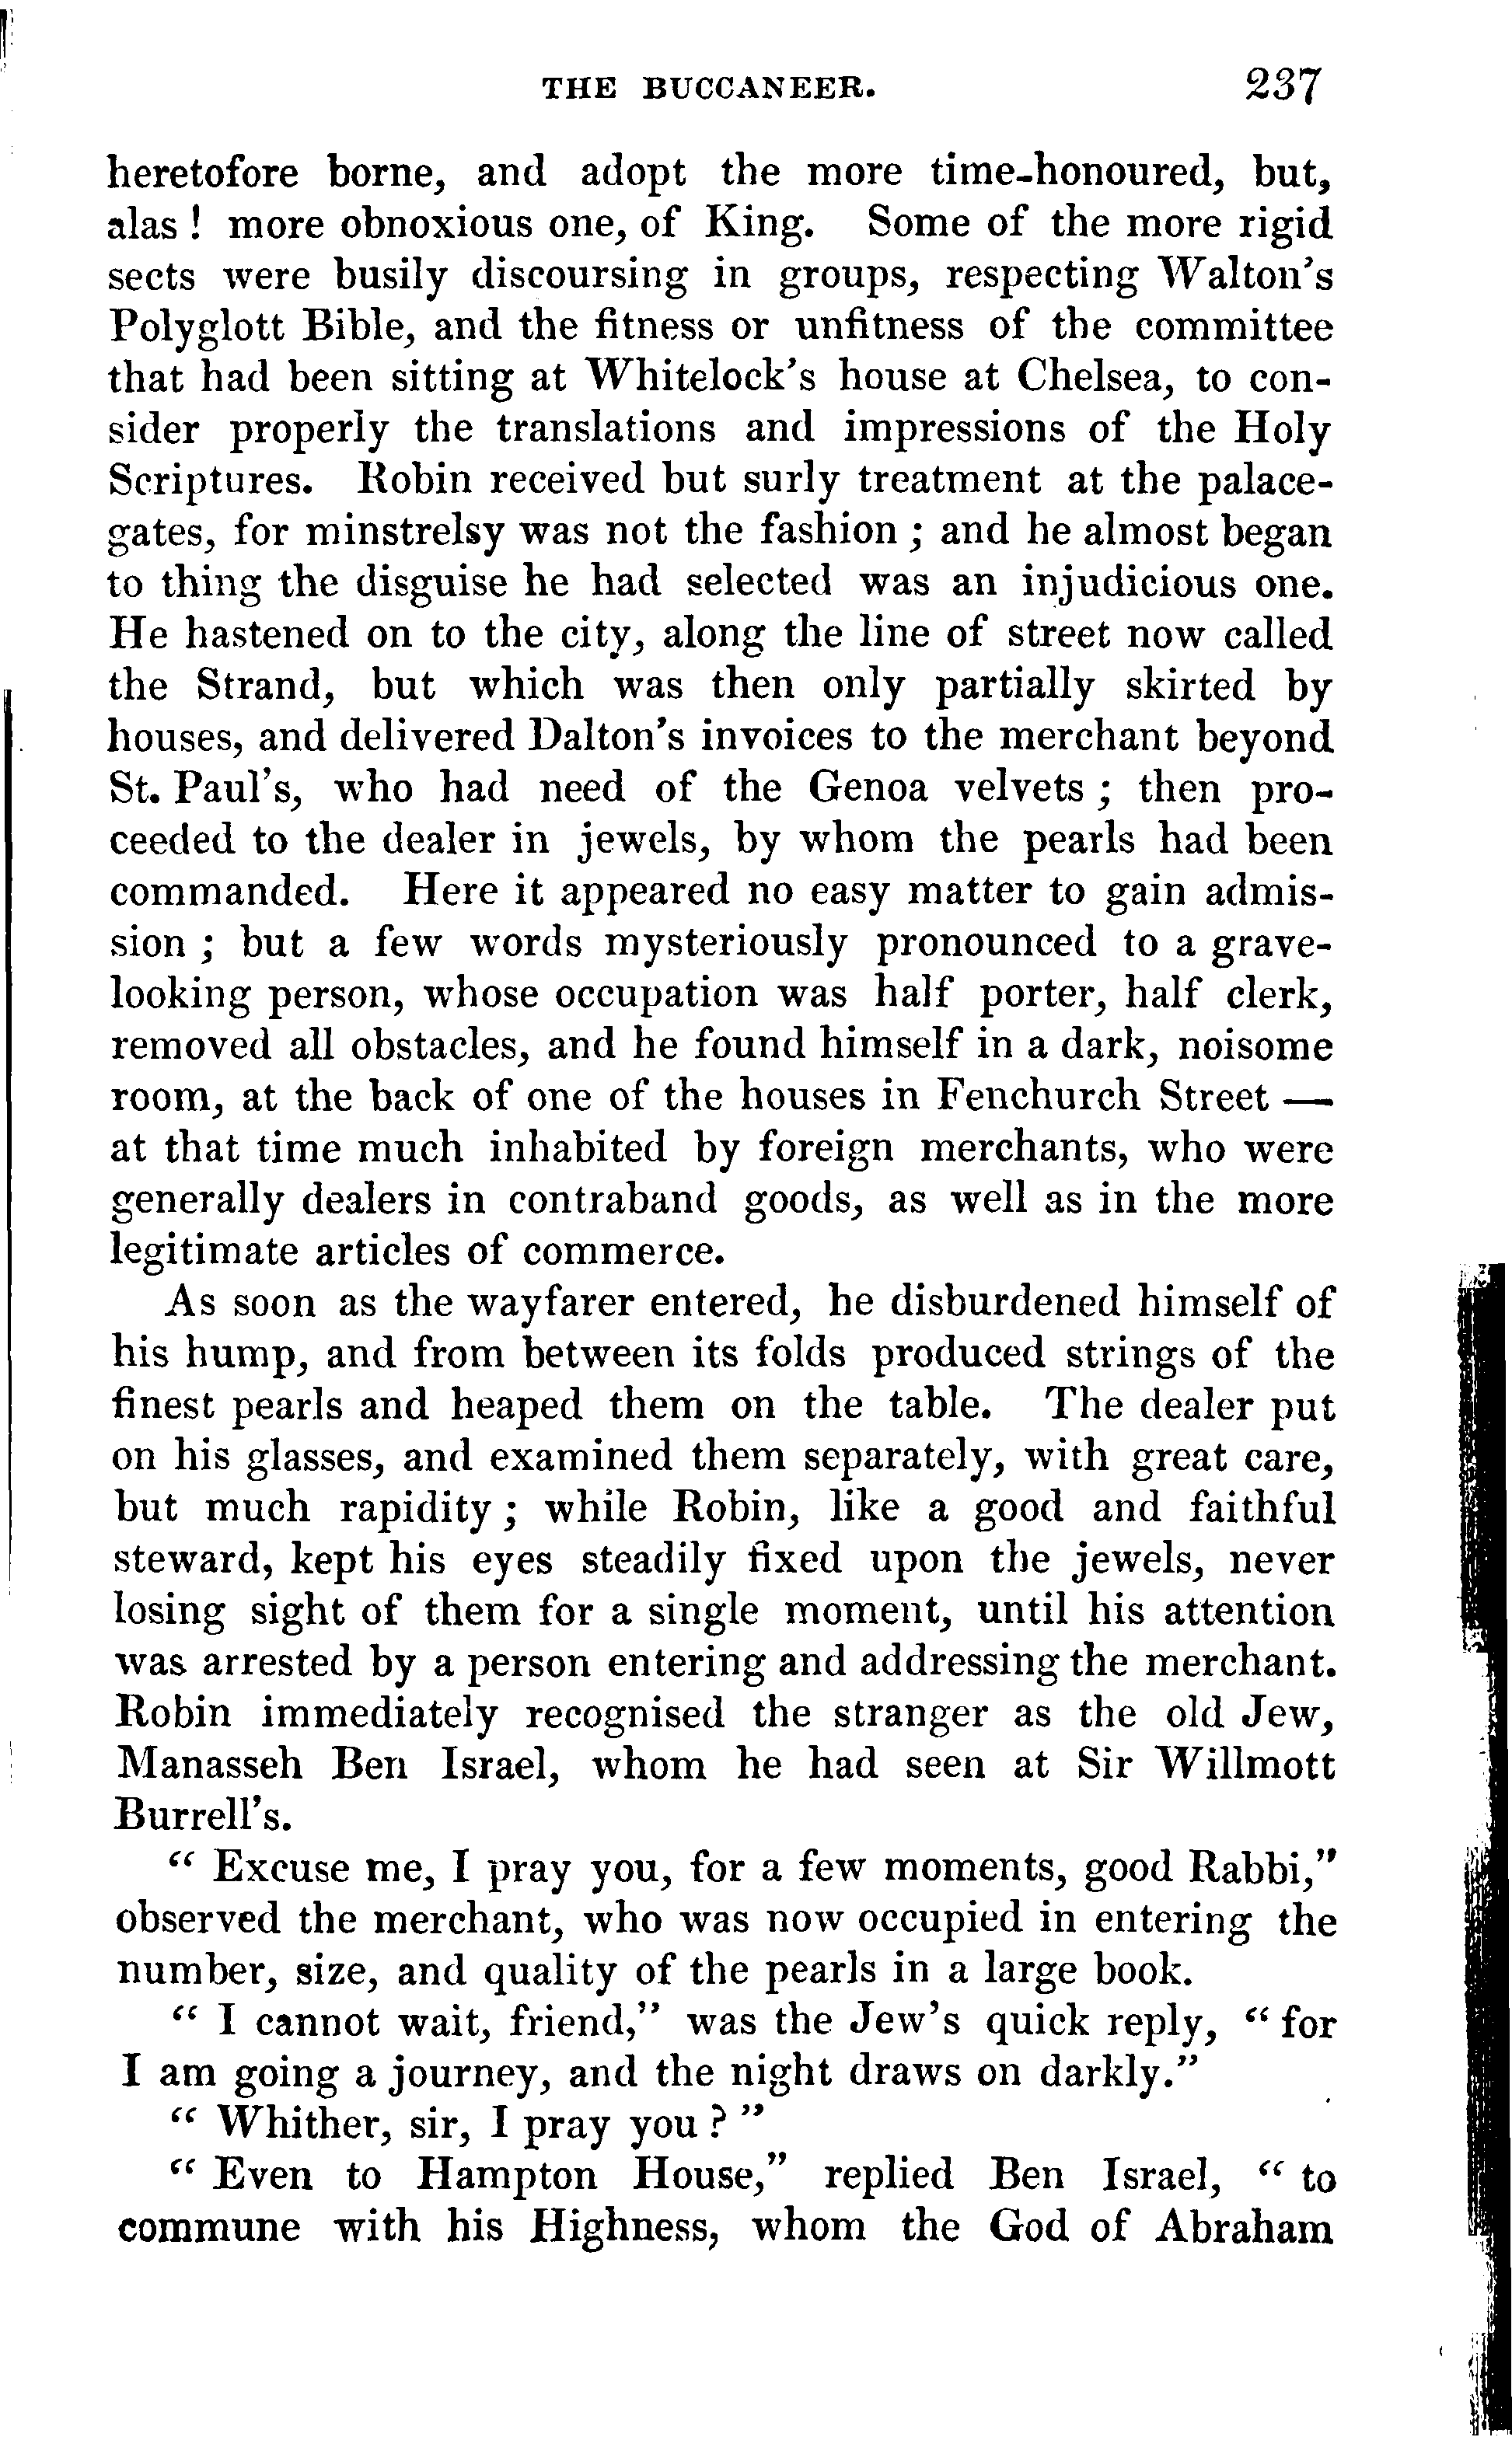 THE BUCCANEER. 237
heretofore borne, and adopt the more time-honoured, but,
alas ! more obnoxious one, of King. Some of the more rigid
sects were busily discoursing in groups, respecting Walton's
Polyglott Bible, and the fitness or unfitness of the committee
that had been sitting at Whitelock's house at Chelsea, to con-
sider properly the translations and impressions of the Holy
Scriptures. Robin received but surly treatment at the palace-
gates, for minstrelsy was not the fashion ; and he almost began
to thing the disguise he had selected was an injudicious one.
He hastened on to the city, along the line of street now called
the Strand, but which was then only partially skirted by
houses, and delivered Dalton's invoices to the merchant beyond
St. Paul's, who had need of the Genoa velvets ; then pro-
ceeded to the dealer in jewels, by whom the pearls had been
commanded. Here it appeared no easy matter to gain admis-
sion ; but a few words mysteriously pronounced to a grave-
looking person, whose occupation was half porter, half clerk,
removed all obstacles, and he found himself in a dark, noisome
room, at the back of one of the houses in Fenchurch Street —
at that time much inhabited by foreign merchants, who were
generally dealers in contraband goods, as well as in the more
legitimate articles of commerce.
As soon as the wayfarer entered, he disburdened himself of
his hump, and from between its folds produced strings of the
finest pearls and heaped them on the table. The dealer put
on his glasses, and examined them separately, with great care,
but much rapidity ; while Robin, like a good and faithful
steward, kept his eyes steadily fixed upon the jewels, never
losing sight of them for a single moment, until his attention
was arrested by a person entering and addressing the merchant.
Robin immediately recognised the stranger as the old Jew,
Manasseh Ben Israel, whom he had seen at Sir Willmott
Burrell's.
“ Excuse me, I pray you, for a few moments, good Rabbi,”
observed the merchant, who was now occupied in entering the
number, size, and quality of the pearls in a large book.
“ I cannot wait, friend,” was the Jew's quick reply, “ for
I am going a journey, and the night draws on darkly.”
“ Whither, sir, I pray you ? ”
“ Even to Hampton House,” replied Ben Israel, “ to
commune with his Highness, whom the God of Abraham